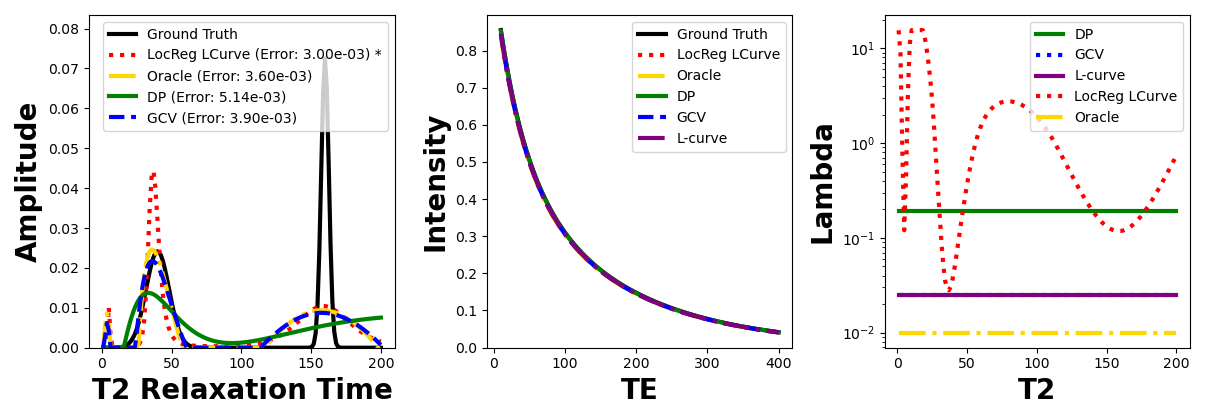 Amplitude
0.08
0.07
0.06
0.05
0.04
0.03
0.02
0.01
0.00
Ground Truth
LocReg LCurve (Error: 3.00e-03) *
Oracle (Error: 3.60e-03)
DP (Error: 5.14e-03)
GCV (Error: 3.90e-03)
0 50 100 150 200
T2 Relaxation Time
Intensity
0.8
0.7
0.6
0.5
0.4
0.3
0.2
0.1
0.0
Ground Truth
LocReg LCurve
Oracle
DP
GCV
L-curve
0 100 200 300 400
TE
Lambda
10¹
10⁰
10⁻¹
10⁻²
DP
GCV
L-curve
LocReg LCurve
Oracle
0 50 100 150 200
T2